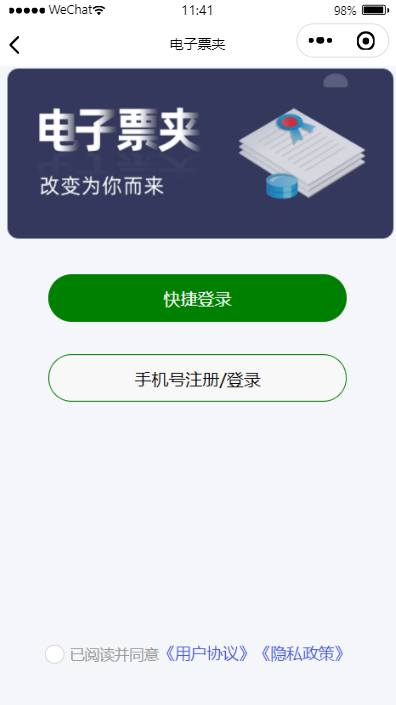 WeChat 11:41 98%
电子票夹
电子票夹
改变为你而来
快捷登录
手机号注册/登录
已阅读并同意《用户协议》《隐私政策》